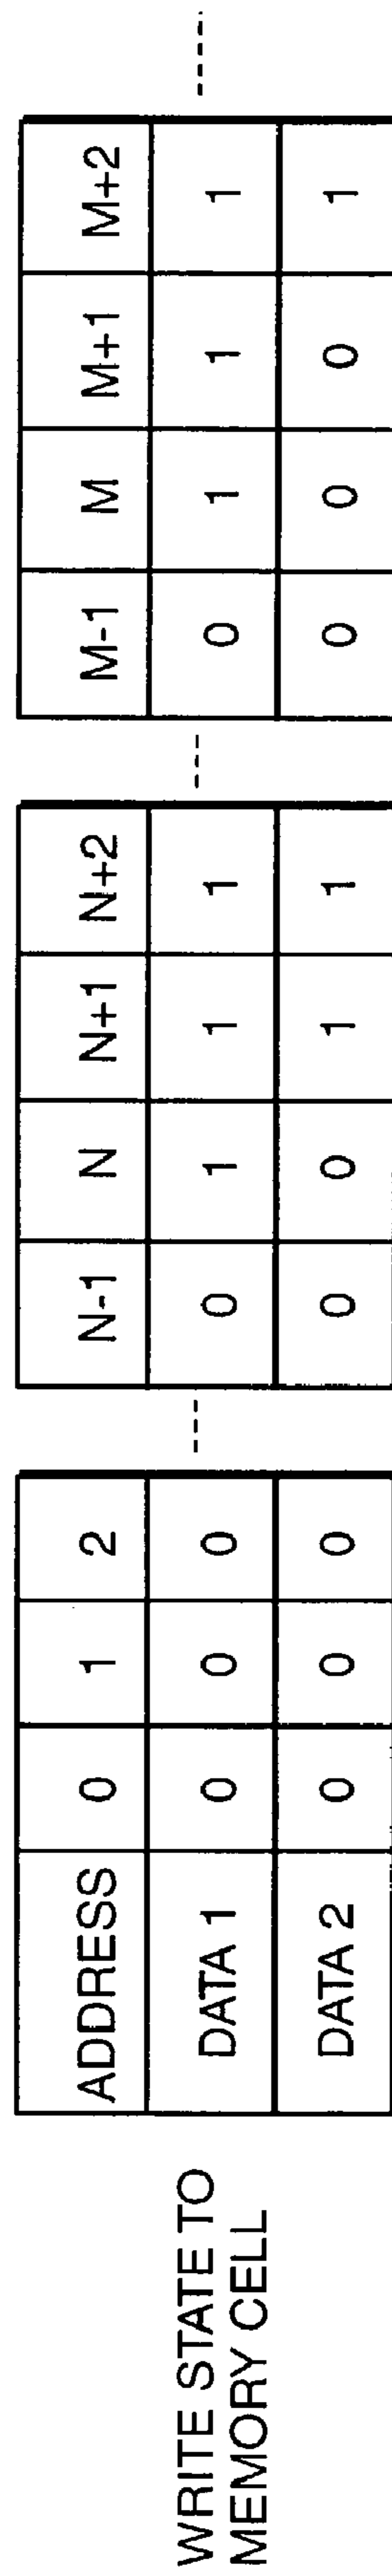 WRITE STATE TO
MEMORY CELL
ADDRESS 0 1 2 N-1 N N+1 N+2 M-1 M M+1 M+2
DATA 1 0 0 0 ---- 0 1 1 1 ---- 0 1 1 1 ----
DATA 2 0 0 0 0 0 1 1 0 0 0 1